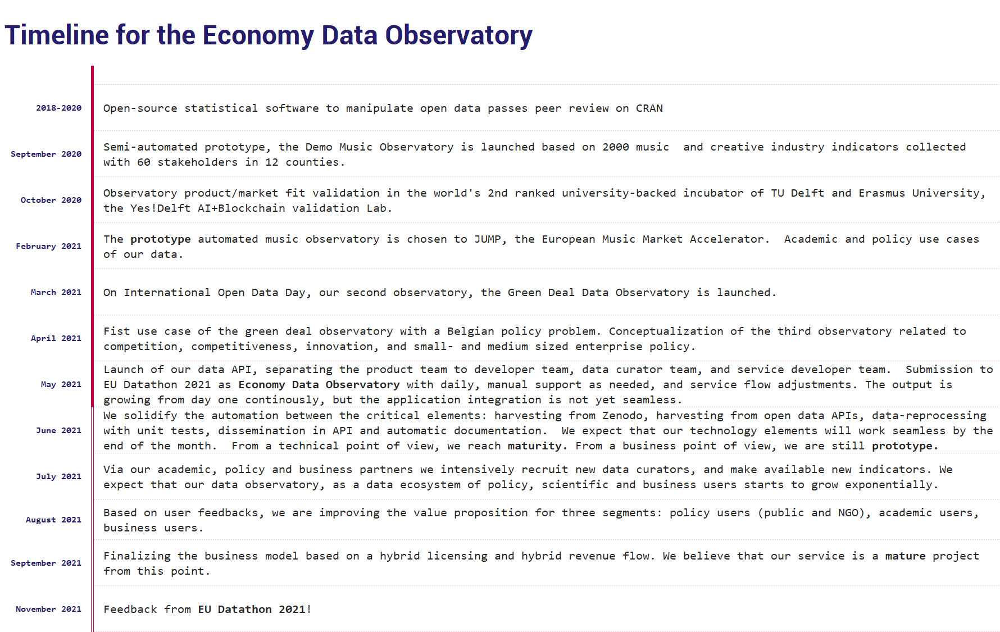 Timeline for the Economy Data Observatory
2018-2020
Open-source statistical software to manipulate open data passes peer review on CRAN
September 2020
Semi-automated prototype, the Demo Music Observatory is launched based on 2000 music  and creative industry indicators collected
with 60 stakeholders in 12 counties.
October 2020
Observatory product/market fit validation in the world's 2nd ranked university-backed incubator of TU Delft and Erasmus University,
the Yes!Delft AI+Blockchain validation Lab.
February 2021
The prototype automated music observatory is chosen to JUMP, the European Music Market Accelerator.  Academic and policy use cases
of our data.
March 2021
On International Open Data Day, our second observatory, the Green Deal Data Observatory is launched.
April 2021
Fist use case of the green deal observatory with a Belgian policy problem. Conceptualization of the third observatory related to
competition, competitiveness, innovation, and small- and medium sized enterprise policy.
May 2021
Launch of our data API, separating the product team to developer team, data curator team, and service developer team.  Submission to
EU Datathon 2021 as Economy Data Observatory with daily, manual support as needed, and service flow adjustments. The output is
growing from day one continously, but the application integration is not yet seamless.
June 2021
We solidify the automation between the critical elements: harvesting from Zenodo, harvesting from open data APIs, data-reprocessing
with unit tests, dissemination in API and automatic documentation.  We expect that our technology elements will work seamless by the
end of the month.  From a technical point of view, we reach maturity. From a business point of view, we are still prototype.
July 2021
Via our academic, policy and business partners we intensively recruit new data curators, and make available new indicators. We
expect that our data observatory, as a data ecosystem of policy, scientific and business users starts to grow exponentially.
August 2021
Based on user feedbacks, we are improving the value proposition for three segments: policy users (public and NGO), academic users,
business users.
September 2021
Finalizing the business model based on a hybrid licensing and hybrid revenue flow. We believe that our service is a mature project
from this point.
November 2021
Feedback from EU Datathon 2021!